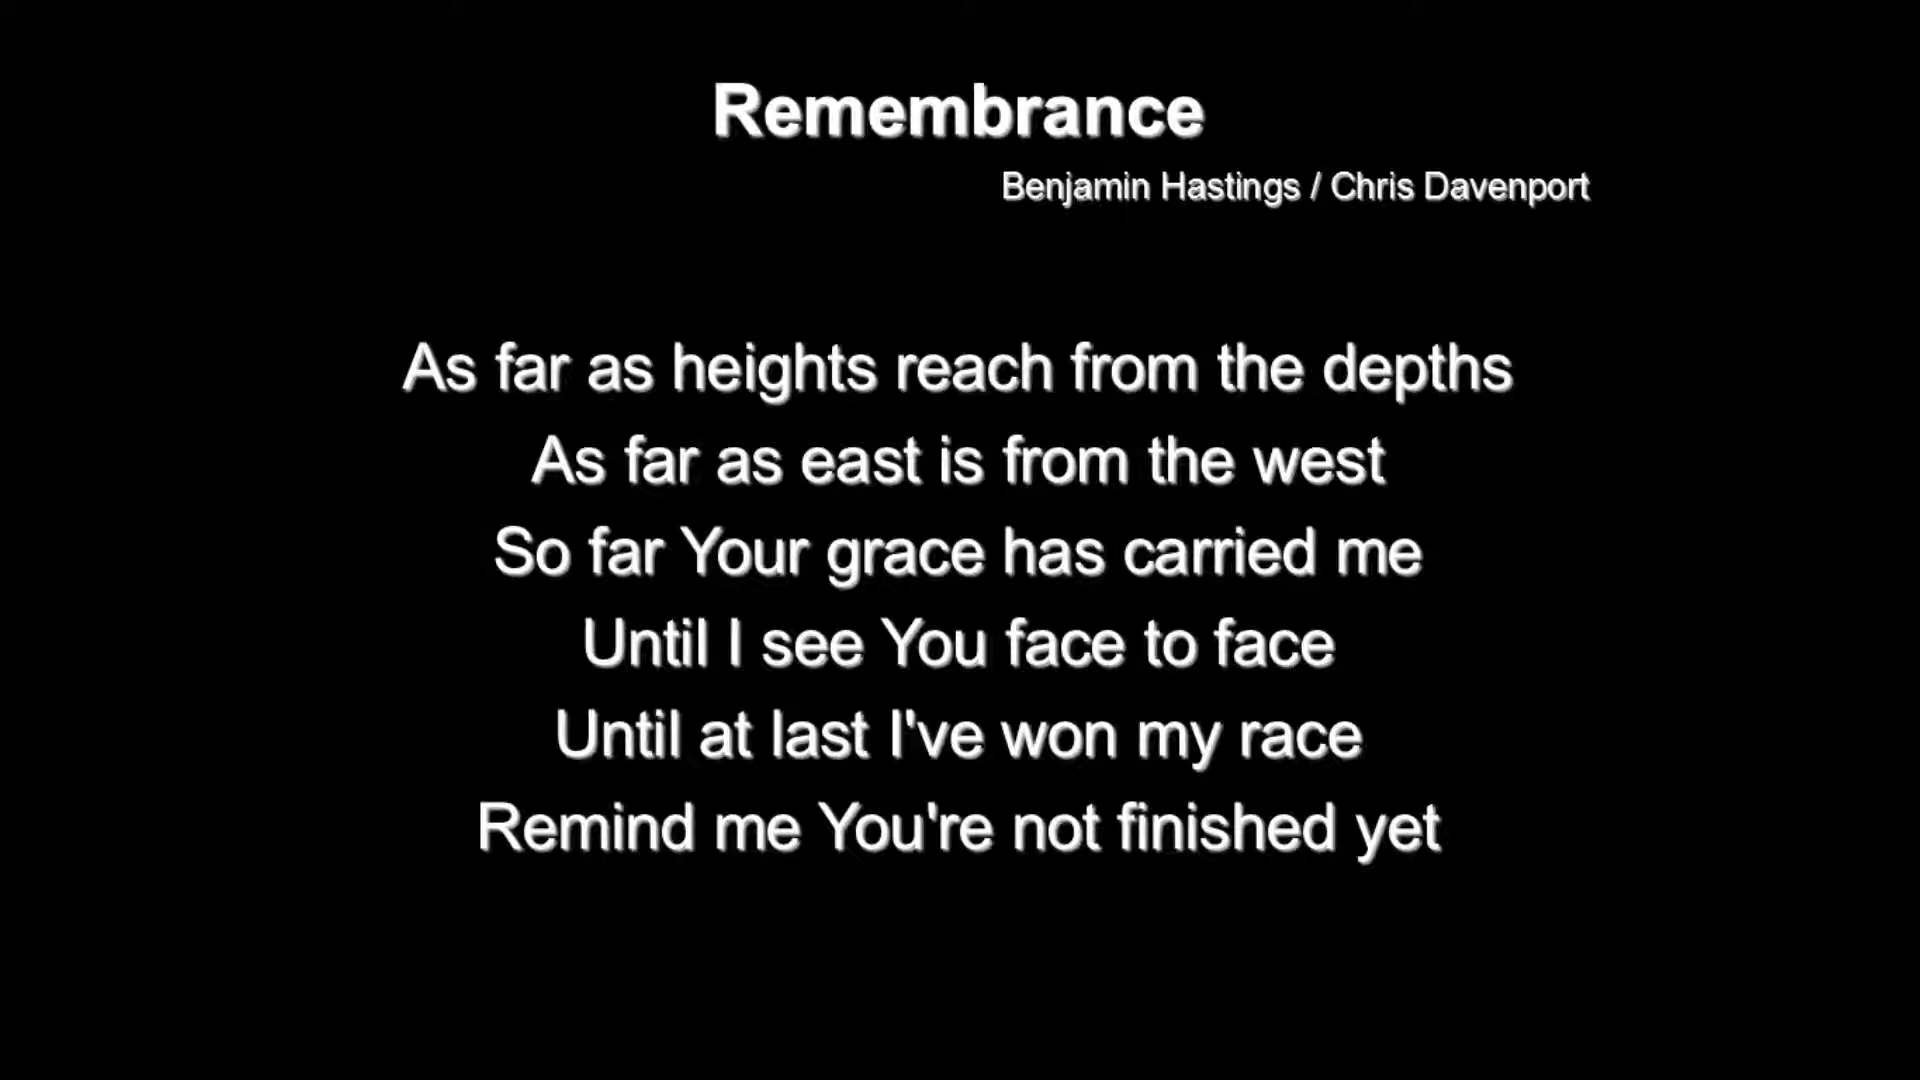 Remembrance
Benjamin Hastings / Chris Davenport
As far as heights reach from the depths
As far as east is from the west
So far Your grace has carried me
Until I see You face to face
Until at last I've won my race
Remind me You're not finished yet